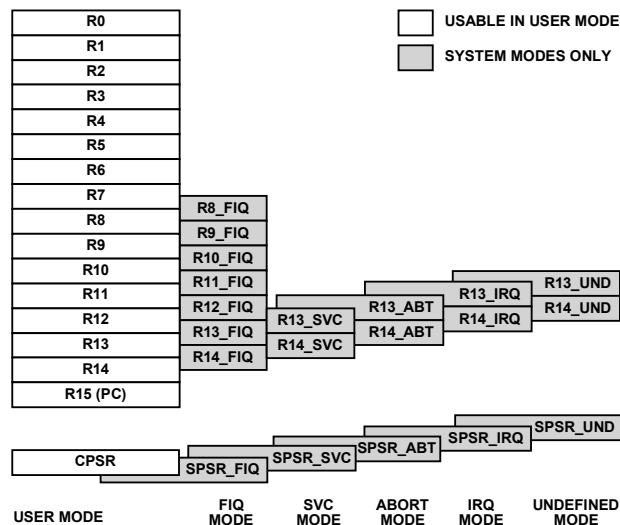 R0
R1
R2
R3
R4
R5
R6
R7
R8
R9
R10
R11
R12
R13
R14
R15 (PC)
R8_FIQ
R9_FIQ
R10_FIQ
R11_FIQ
R12_FIQ
R13_FIQ
R14_FIQ
R13_SVC
R14_SVC
R13_ABT
R14_ABT
R13_IRQ
R14_IRQ
R13_UND
R14_UND
USABLE IN USER MODE
SYSTEM MODES ONLY
CPSR
SPSR_FIQ
SPSR_SVC
SPSR_ABT
SPSR_IRQ
SPSR_UND
USER MODE
FIQ
MODE
SVC
MODE
ABORT
MODE
IRQ
MODE
UNDEFINED
MODE